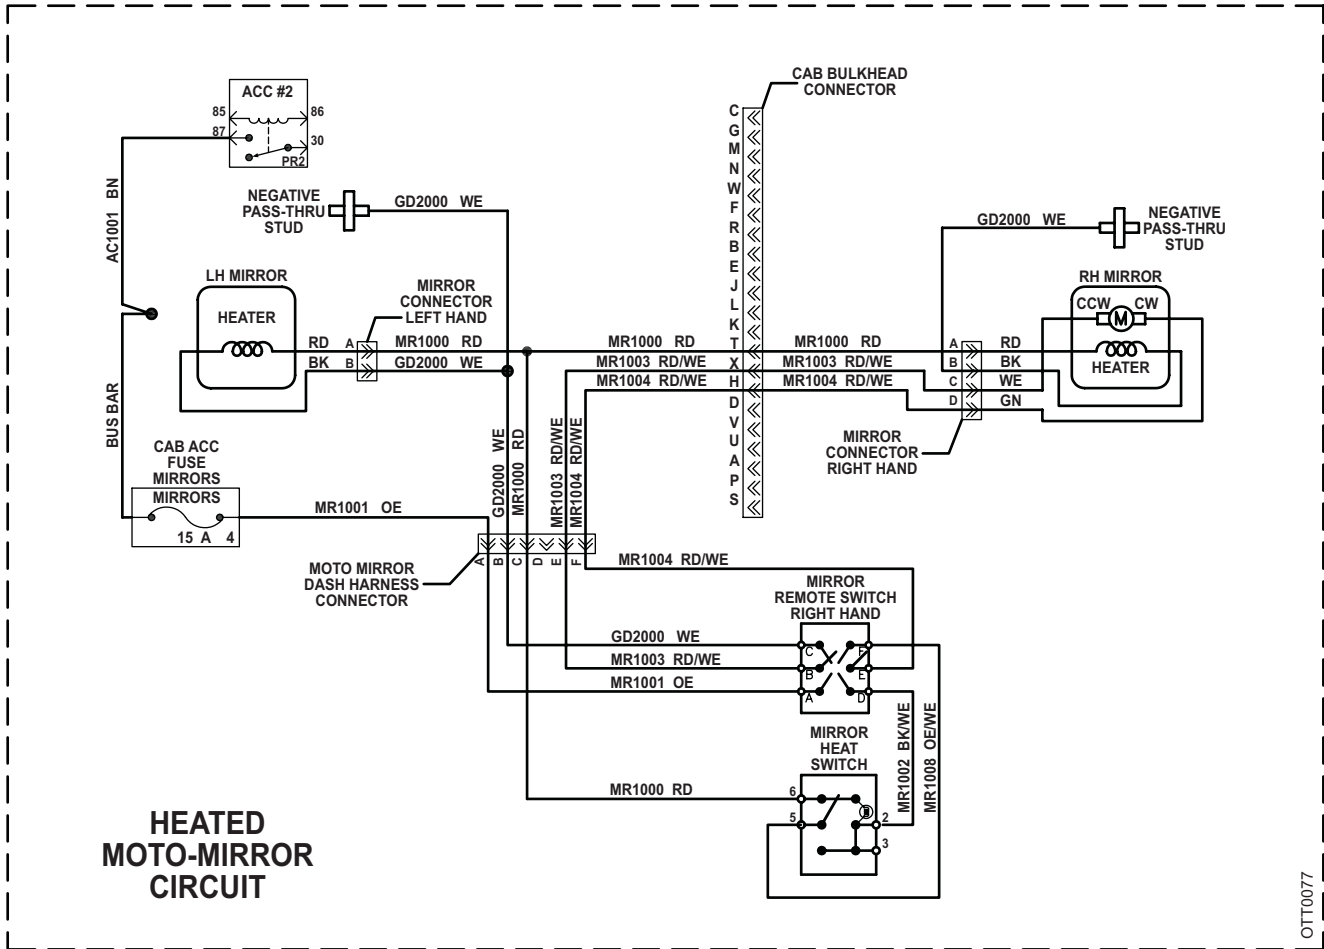 ACC #2
85
86
87
30
PR2
CAB BULKHEAD
CONNECTOR
C
G
M
N
W
F
R
B
E
J
L
K
T
X
H
D
V
U
A
P
S
AC1001 BN
NEGATIVE
PASS-THRU
STUD
GD2000 WE
GD2000 WE
NEGATIVE
PASS-THRU
STUD
LH MIRROR
HEATER
MIRROR
CONNECTOR
LEFT HAND
RD A
BK B
MR1000 RD
GD2000 WE
MR1000 RD
MR1003 RD/WE
MR1004 RD/WE
MR1000 RD
MR1003 RD/WE
MR1004 RD/WE
RH MIRROR
CCW
M
CW
HEATER
A RD
B BK
C WE
D GN
MIRROR
CONNECTOR
RIGHT HAND
BUS BAR
CAB ACC
FUSE
MIRRORS
MIRRORS
15 A 4
MR1001 OE
GD2000 WE
MR1000 RD
MR1003 RD/WE
MR1004 RD/WE
MOTO MIRROR
DASH HARNESS
CONNECTOR
A
B
C
D
E
F
MR1004 RD/WE
MIRROR
REMOTE SWITCH
RIGHT HAND
GD2000 WE
MR1003 RD/WE
MR1001 OE
C
F
B
E
A
D
MR1002 BK/WE
MR1008 OE/WE
MIRROR
HEAT
SWITCH
MR1000 RD
6
5
2
3
HEATED
MOTO-MIRROR
CIRCUIT
OTT0077